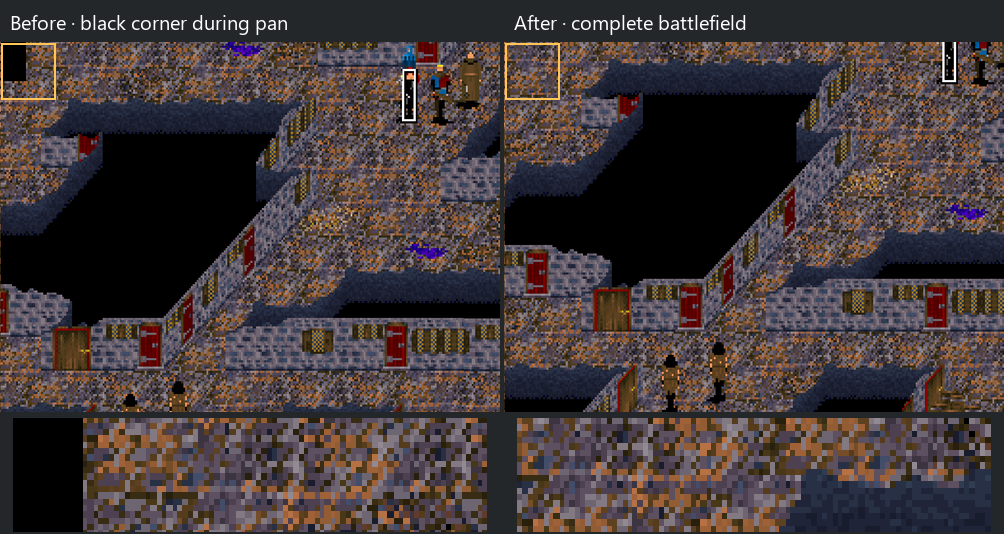 Before · black corner during pan
After · complete battlefield